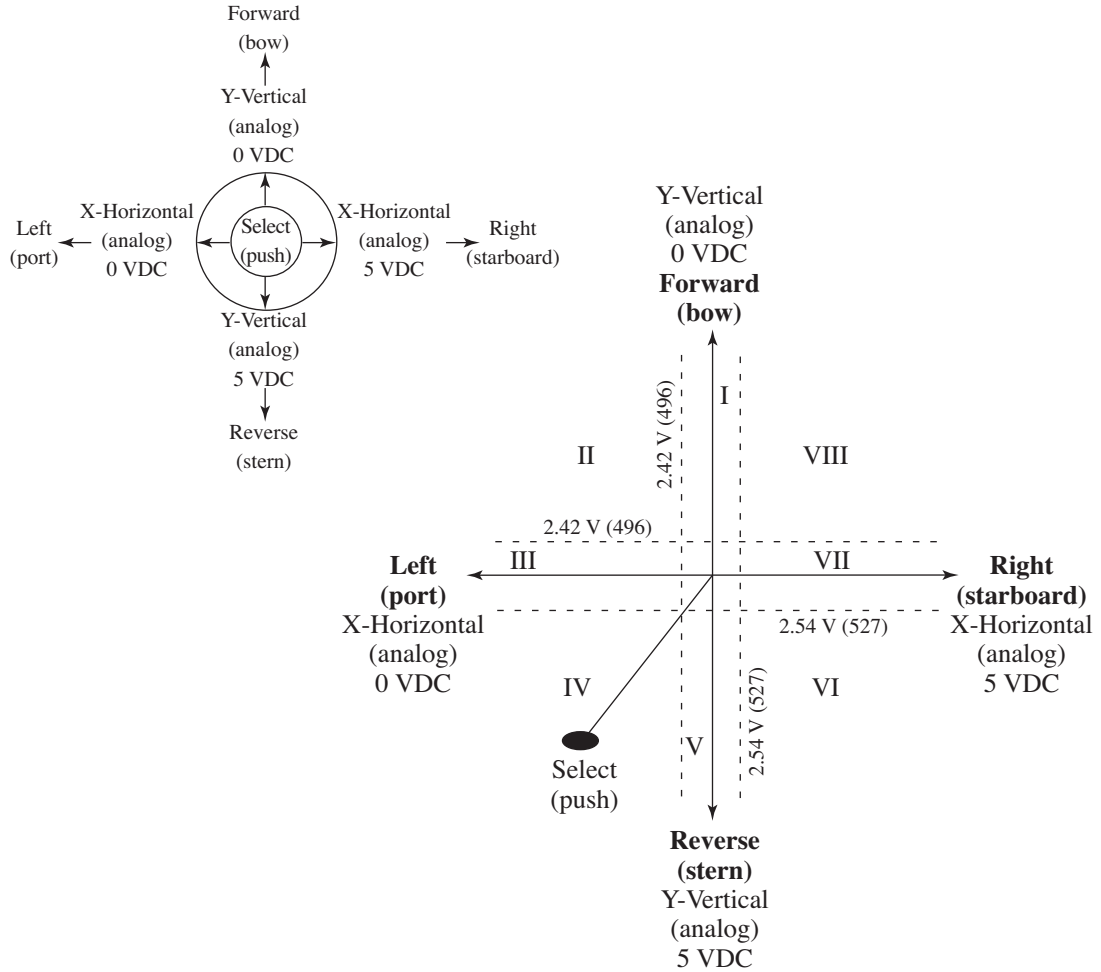 Forward
(bow)
Y-Vertical
(analog)
0 VDC
Left
(port)
X-Horizontal
(analog)
0 VDC
Select
(push)
X-Horizontal
(analog)
5 VDC
Right
(starboard)
Y-Vertical
(analog)
5 VDC
Reverse
(stern)
Y-Vertical
(analog)
0 VDC
Forward
(bow)
I
2.42 V (496)
II
VIII
2.42 V (496)
III
VII
Left
(port)
X-Horizontal
(analog)
0 VDC
Right
(starboard)
X-Horizontal
(analog)
5 VDC
2.54 V (527)
IV
VI
2.54 V (527)
V
Select
(push)
Reverse
(stern)
Y-Vertical
(analog)
5 VDC